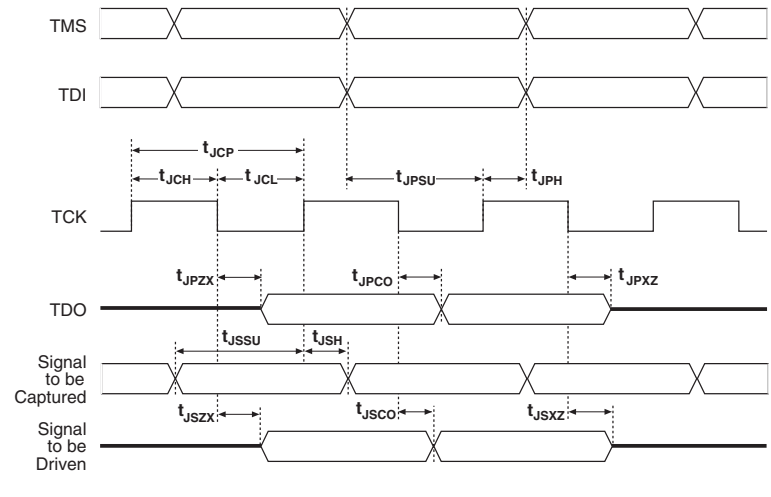 TMS
TDI
tJCP
tJCH tJCL tJPSU tJPH
TCK
tJPZX tJPCO tJPXZ
TDO
tJSSU tJSH
Signal
to be
Captured
tJSZX tJSCO tJSXZ
Signal
to be
Driven